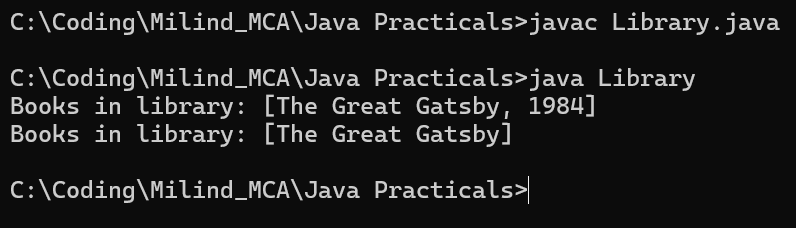 C:\Coding\Milind_MCA\Java Practicals>javac Library.java
C:\Coding\Milind_MCA\Java Practicals>java Library
Books in library: [The Great Gatsby, 1984]
Books in library: [The Great Gatsby]
C:\Coding\Milind_MCA\Java Practicals>